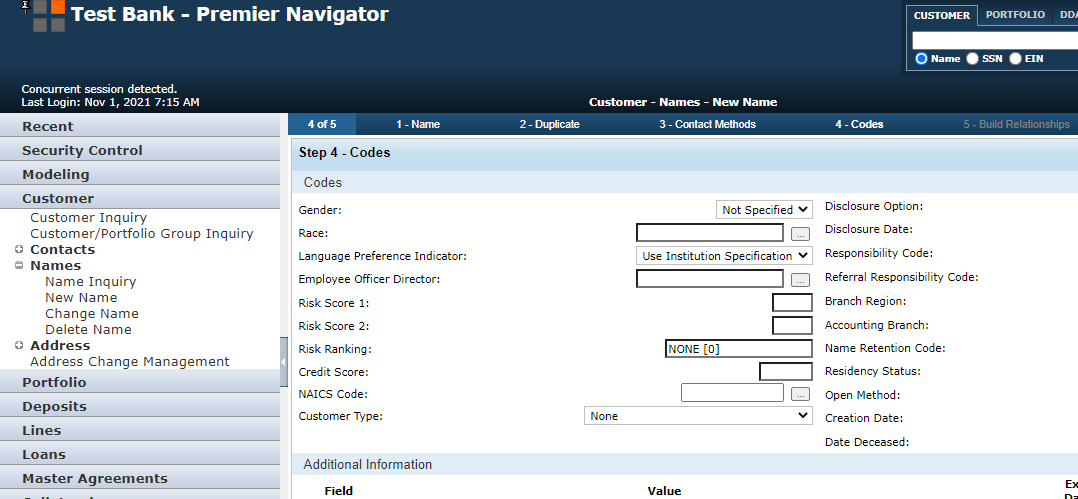 Test Bank - Premier Navigator
CUSTOMER PORTFOLIO DDA
Name SSN EIN
Concurrent session detected.
Last Login: Nov 1, 2021 7:15 AM
Customer - Names - New Name
Recent
Security Control
Modeling
Customer
Customer Inquiry
Customer/Portfolio Group Inquiry
Contacts
Names
Name Inquiry
New Name
Change Name
Delete Name
Address
Address Change Management
Portfolio
Deposits
Lines
Loans
Master Agreements
4 of 5 1 - Name 2 - Duplicate 3 - Contact Methods 4 - Codes 5 - Build Relationships
Step 4 - Codes
Codes
Gender: Not Specified
Race: ...
Language Preference Indicator: Use Institution Specification
Employee Officer Director: ...
Risk Score 1:
Risk Score 2:
Risk Ranking: NONE [0]
Credit Score:
NAICS Code: ...
Customer Type: None
Disclosure Option:
Disclosure Date:
Responsibility Code:
Referral Responsibility Code:
Branch Region:
Accounting Branch:
Name Retention Code:
Residency Status:
Open Method:
Creation Date:
Date Deceased:
Additional Information
Field Value Ex